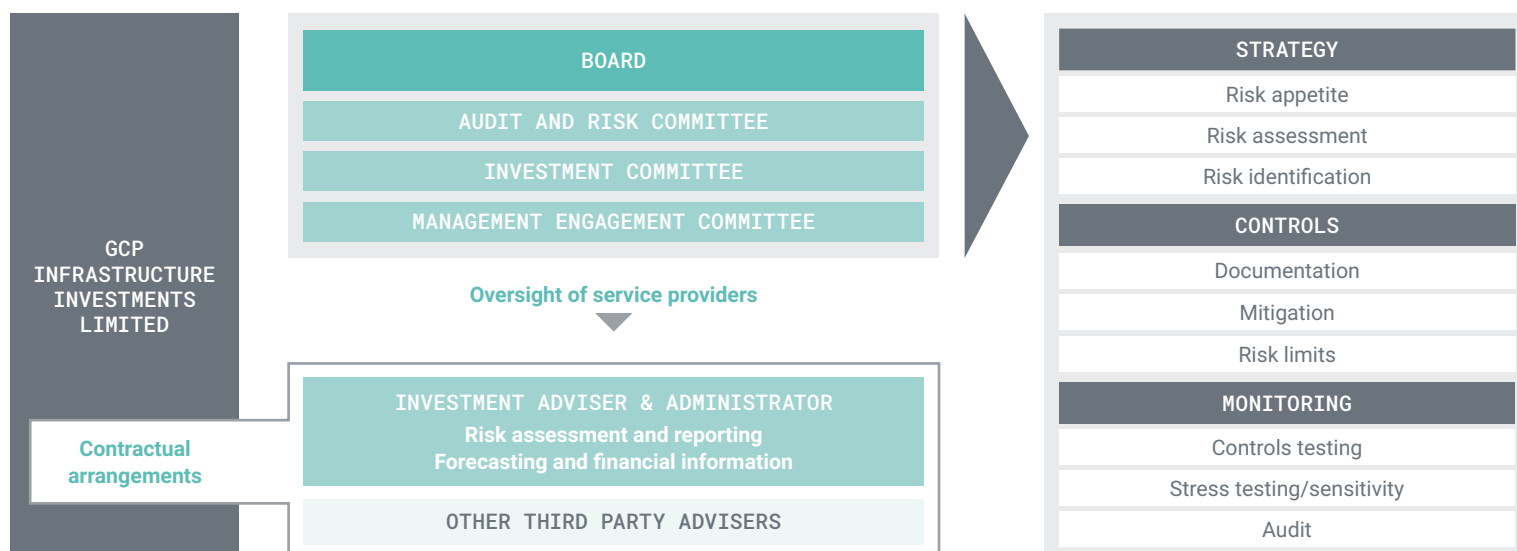 GCP
INFRASTRUCTURE
INVESTMENTS
LIMITED
Contractual
arrangements
BOARD
AUDIT AND RISK COMMITTEE
INVESTMENT COMMITTEE
MANAGEMENT ENGAGEMENT COMMITTEE
Oversight of service providers
INVESTMENT ADVISER & ADMINISTRATOR
Risk assessment and reporting
Forecasting and financial information
OTHER THIRD PARTY ADVISERS
STRATEGY
Risk appetite
Risk assessment
Risk identification
CONTROLS
Documentation
Mitigation
Risk limits
MONITORING
Controls testing
Stress testing/sensitivity
Audit